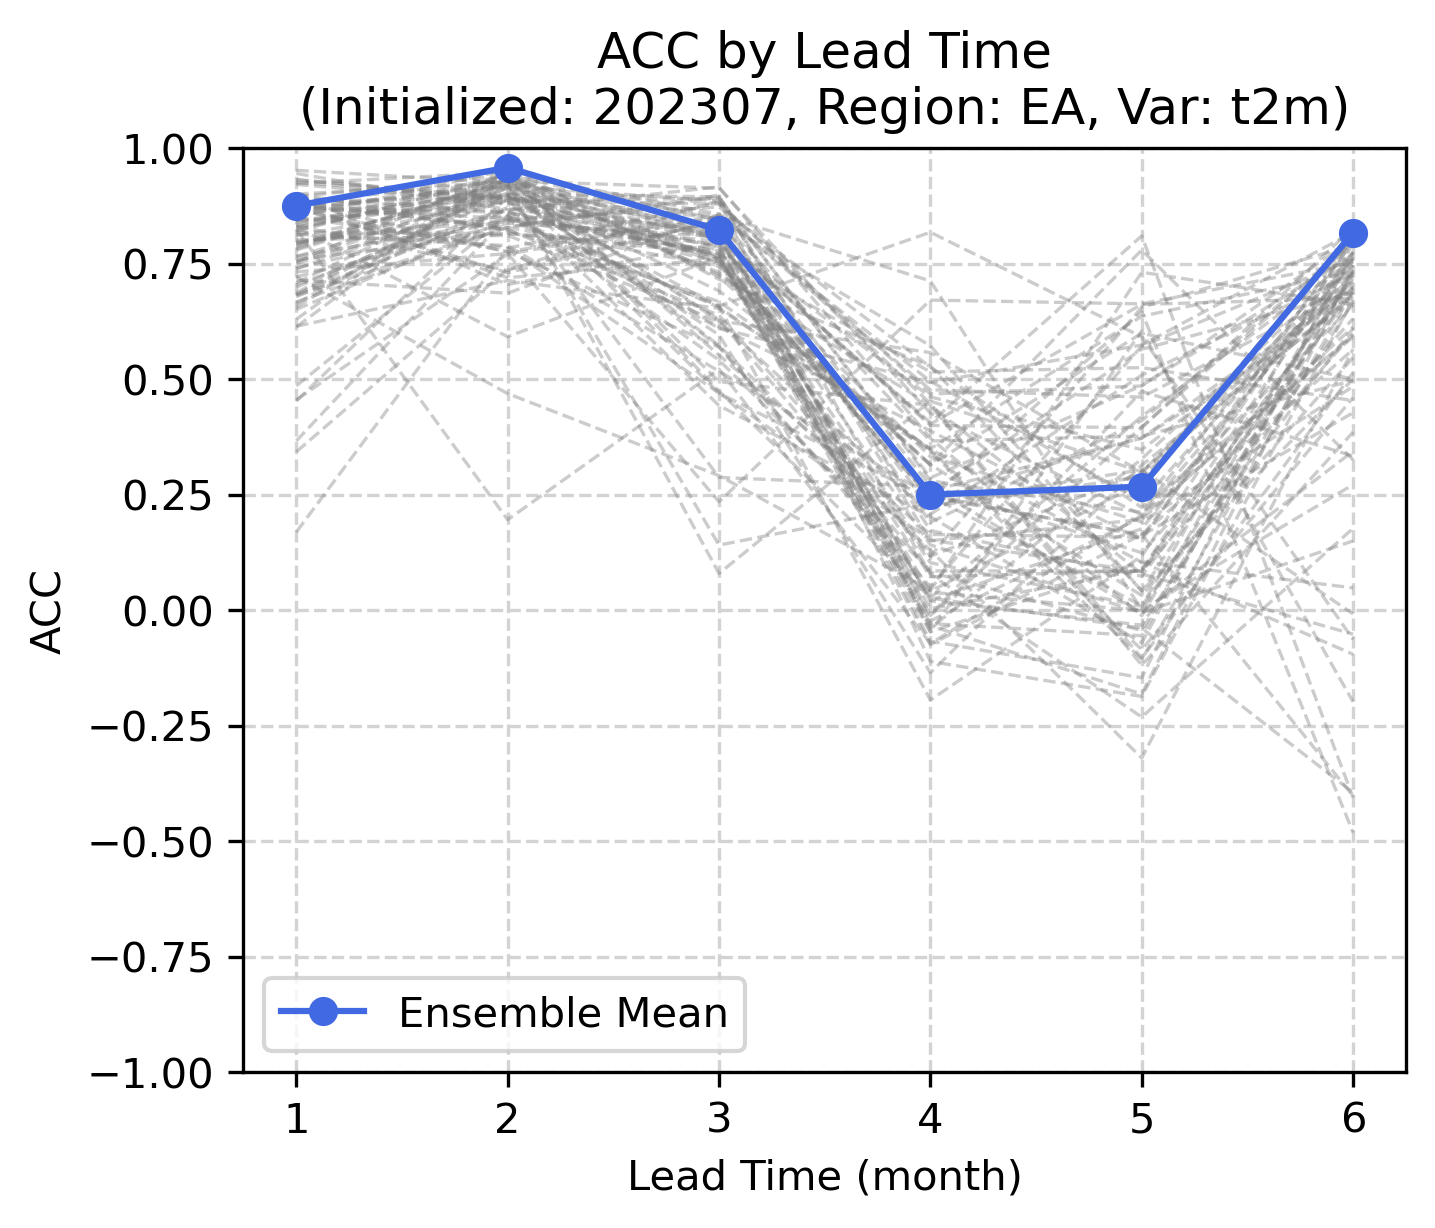 ACC by Lead Time
(Initialized: 202307, Region: EA, Var: t2m)
1.00
0.75
0.50
0.25
0.00
−0.25
−0.50
−0.75
−1.00
ACC
Ensemble Mean
1 2 3 4 5 6
Lead Time (month)